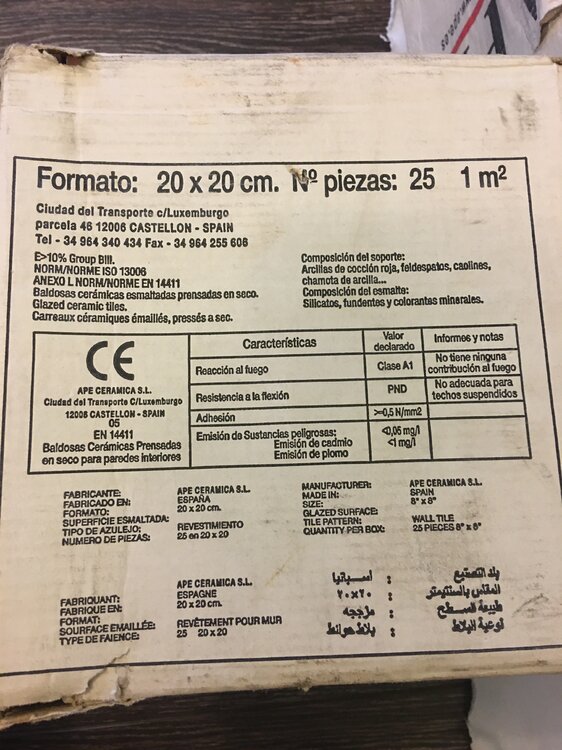 Formato: 20 x 20 cm. Nº piezas: 25 1 m²
Ciudad del Transporte c/Luxemburgo
parcela 46 12006 CASTELLON - SPAIN
Tel - 34 964 340 434 Fax - 34 964 255 608
E>10% Group BIII.
NORM/NORME ISO 13006
ANEXO L NORM/NORME EN 14411
Baldosas cerámicas esmaltadas prensadas en seco.
Glazed ceramic tiles.
Carreaux céramiques émaillés, pressés a sec.
Composición del soporte:
Arcillas de cocción roja, feldespatos, caolines,
chamota de arcilla...
Composición del esmalte:
Silicatos, fundentes y colorantes minerales.
CE
APE CERAMICA S.L.
Ciudad del Transporte C/Luxemburgo
12006 CASTELLON - SPAIN
05
EN 14411
Baldosas Cerámicas Prensadas
en seco para paredes interiores
Características Valor declarado Informes y notas
Reacción al fuego Clase A1 No tiene ninguna contribución al fuego
Resistencia a la flexión PND No adecuada para techos suspendidos
Adhesión >=0,5 N/mm2
Emisión de Sustancias peligrosas:
Emisión de cadmio <0,06 mg/l
Emisión de plomo <1 mg/l
FABRICANTE: APE CERAMICA S.L.
FABRICADO EN: ESPAÑA
FORMATO: 20 x 20 cm.
SUPERFICIE ESMALTADA:
TIPO DE AZULEJO: REVESTIMIENTO
NUMERO DE PIEZAS: 25 en 20 x 20
MANUFACTURER: APE CERAMICA S.L.
MADE IN: SPAIN
SIZE: 8" x 8"
GLAZED SURFACE:
TILE PATTERN: WALL TILE
QUANTITY PER BOX: 25 PIECES 8" x 8"
FABRIQUANT: APE CERAMICA S.L.
FABRIQUE EN: ESPAGNE
FORMAT: 20 x 20 cm.
SOURFACE EMAILLÉE: REVÊTEMENT POUR MUR
TYPE DE FAIENCE: 25 20 x 20
بلد التصنيع : اسبانيا
المقاس بالسنتيمتر : ٢٠×٢٠
طبيعة السطح : مزججه
نوعية البلاط : بلاط حوائط